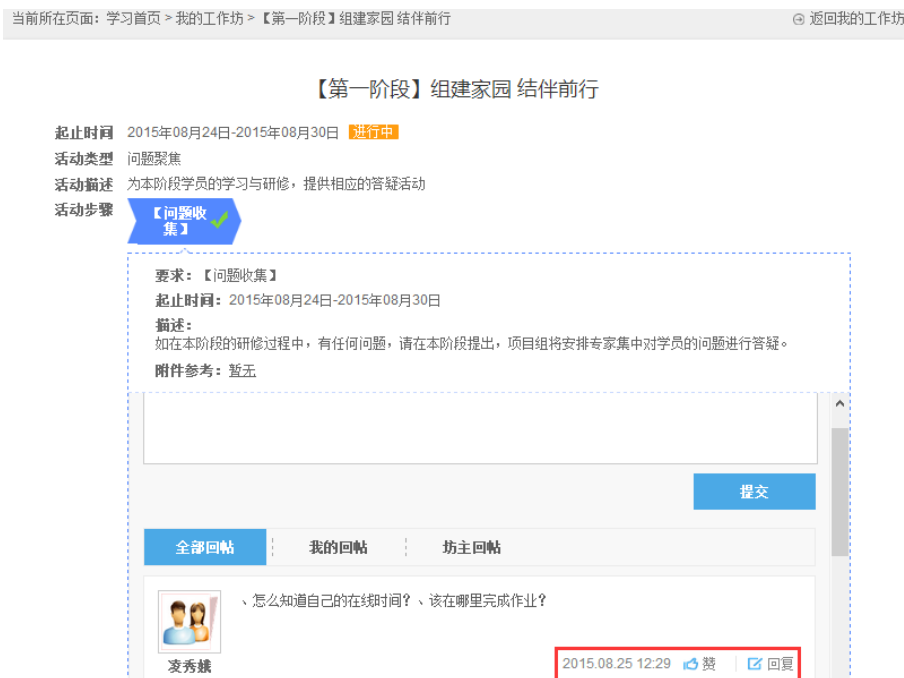 当前所在页面：学习首页 > 我的工作坊 > 【第一阶段】组建家园 结伴前行
返回我的工作坊
【第一阶段】组建家园 结伴前行
起止时间 2015年08月24日-2015年08月30日 进行中
活动类型 问题聚焦
活动描述 为本阶段学员的学习与研修，提供相应的答疑活动
活动步骤
【问题收
集】
要求：【问题收集】
起止时间：2015年08月24日-2015年08月30日
描述：
如在本阶段的研修过程中，有任何问题，请在本阶段提出，项目组将安排专家集中对学员的问题进行答疑。
附件参考：暂无
提交
全部回帖 我的回帖 坊主回帖
、怎么知道自己的在线时间？、该在哪里完成作业？
凌秀娥
2015.08.25 12:29 赞 回复